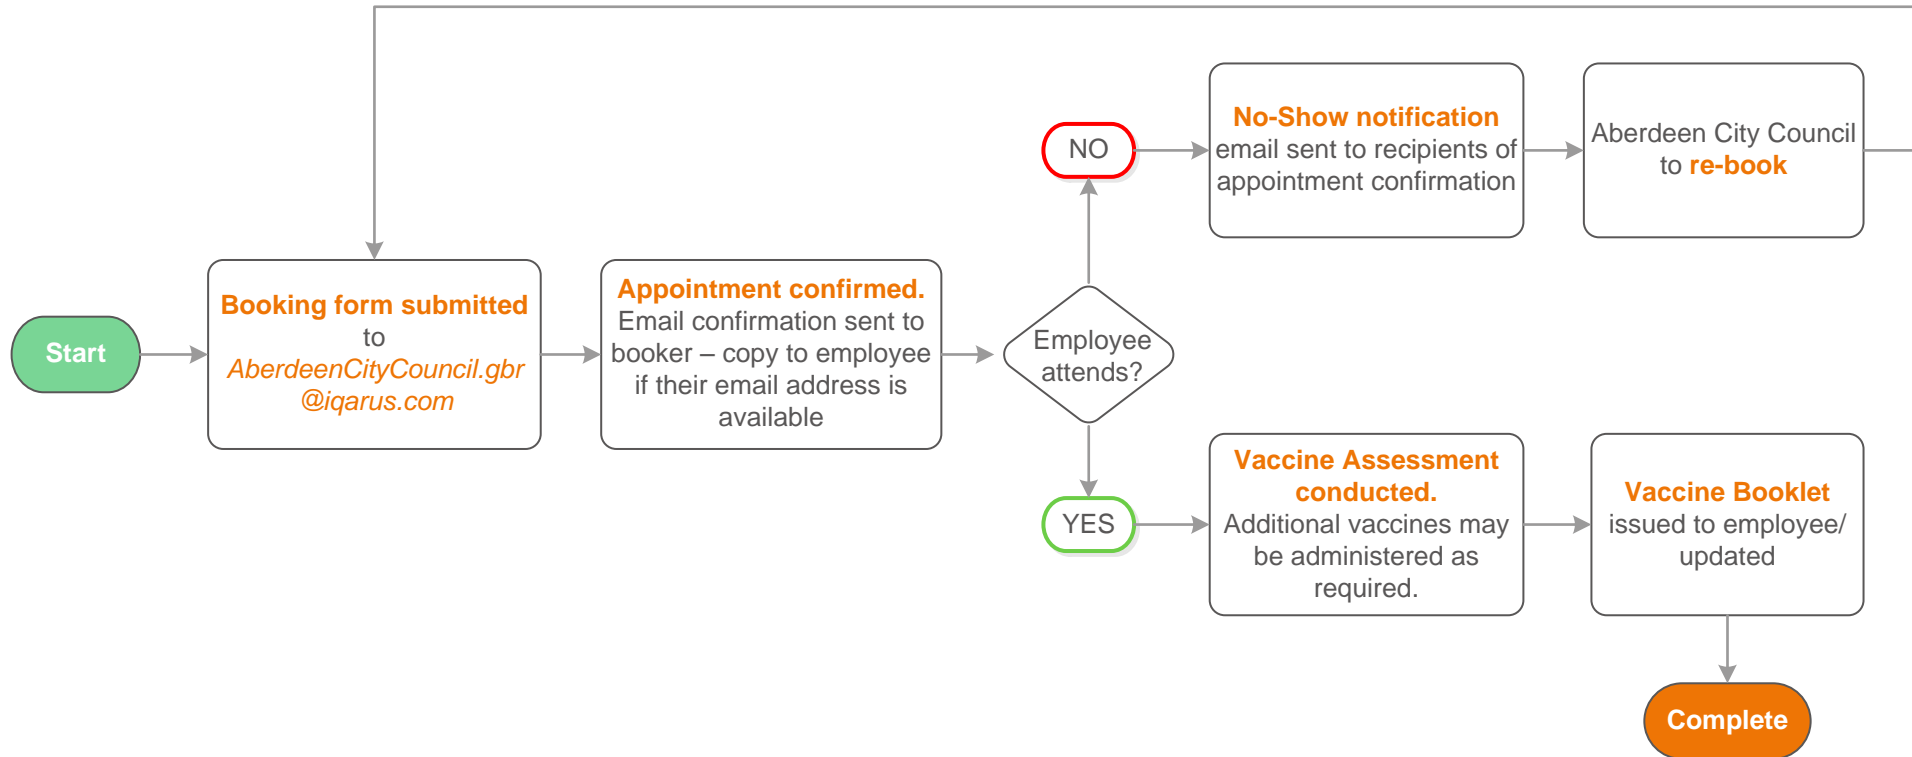 Start
Booking form submitted
to
AberdeenCityCouncil.gbr
@iqarus.com
Appointment confirmed.
Email confirmation sent to
booker – copy to employee
if their email address is
available
Employee
attends?
NO
No-Show notification
email sent to recipients of
appointment confirmation
Aberdeen City Council
to re-book
YES
Vaccine Assessment
conducted.
Additional vaccines may
be administered as
required.
Vaccine Booklet
issued to employee/
updated
Complete